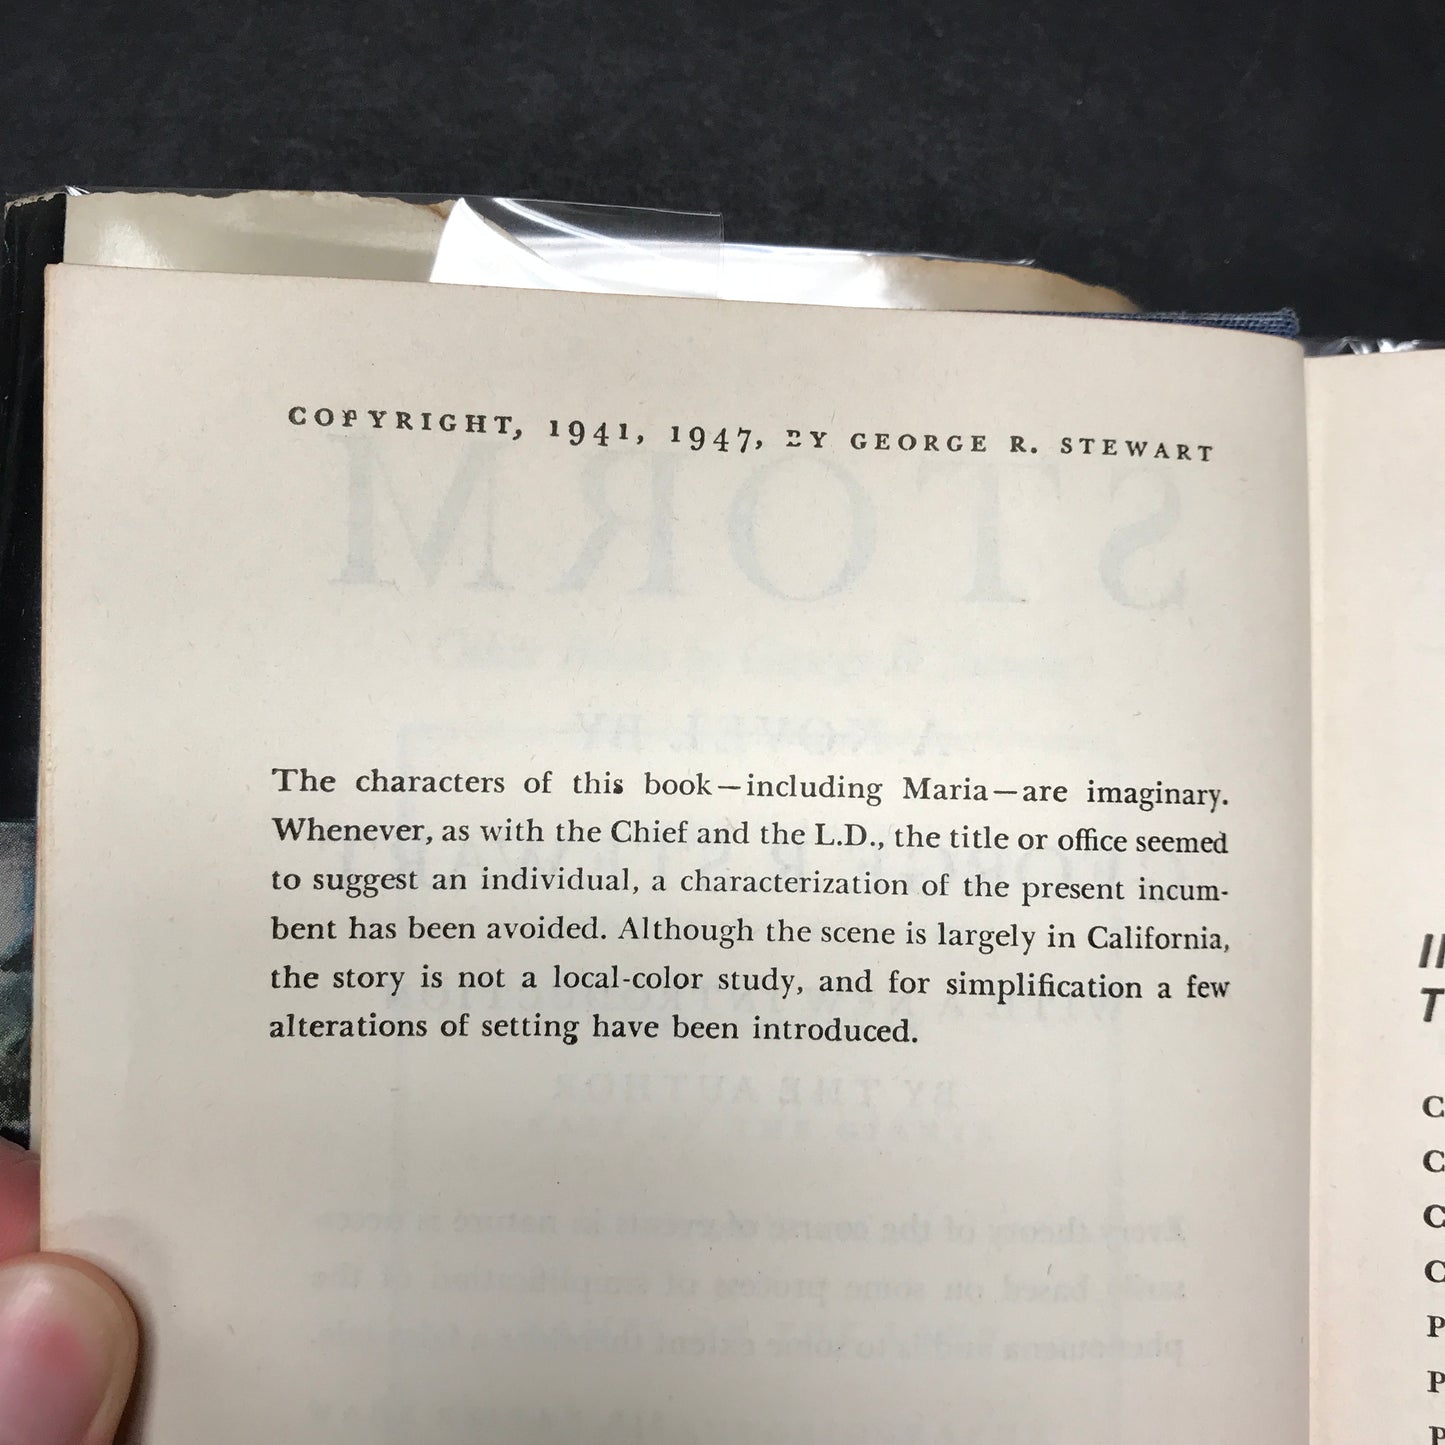 COPYRIGHT, 1941, 1947, BY GEORGE R. STEWART
The characters of this book—including Maria—are imaginary.
Whenever, as with the Chief and the L.D., the title or office seemed
to suggest an individual, a characterization of the present incum-
bent has been avoided. Although the scene is largely in California,
the story is not a local-color study, and for simplification a few
alterations of setting have been introduced.